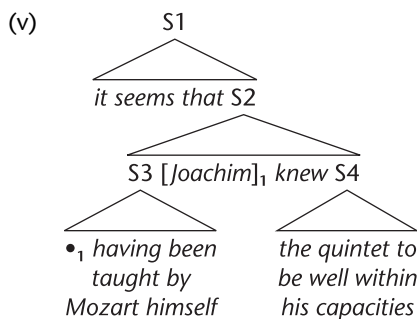 (v) S1
it seems that S2
S3 [Joachim]₁ knew S4
•₁ having been the quintet to
taught by be well within
Mozart himself his capacities